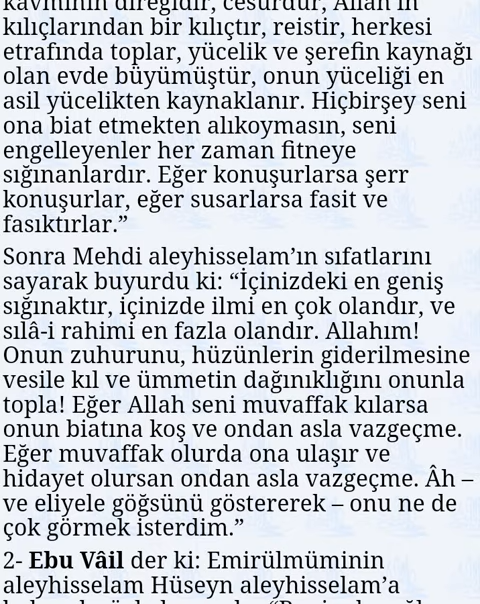 kavminin direğidir, cesurdur, Allah'ın
kılıçlarından bir kılıçtır, reistir, herkesi
etrafında toplar, yücelik ve şerefin kaynağı
olan evde büyümüştür, onun yüceliği en
asil yücelikten kaynaklanır. Hiçbirşey seni
ona biat etmekten alıkoymasın, seni
engelleyenler her zaman fitneye
sığınanlardır. Eğer konuşurlarsa şerr
konuşurlar, eğer susarlarsa fasit ve
fasıktırlar.”
Sonra Mehdi aleyhisselam’ın sıfatlarını
sayarak buyurdu ki: “İçinizdeki en geniş
sığınaktır, içinizde ilmi en çok olandır, ve
sılâ-i rahimi en fazla olandır. Allahım!
Onun zuhurunu, hüzünlerin giderilmesine
vesile kıl ve ümmetin dağınıklığını onunla
topla! Eğer Allah seni muvaffak kılarsa
onun biatına koş ve ondan asla vazgeçme.
Eğer muvaffak olurda ona ulaşır ve
hidayet olursan ondan asla vazgeçme. Âh –
ve eliyele göğsünü göstererek – onu ne de
çok görmek isterdim.”
2- Ebu Vâil der ki: Emirülmüminin
aleyhisselam Hüseyn aleyhisselam’a